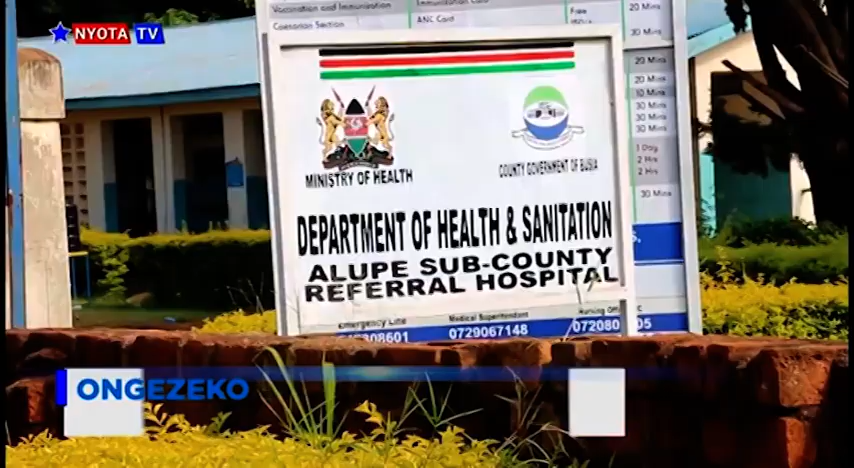 NYOTA TV
Vaccination and Immunization
Immunization Card
Free
30 Mins
Caesarian Section
ANC Card
30 Mins
20 Mins
20 Mins
10 Mins
30 Mins
30 Mins
30 Mins
1 Day
2 Hrs
2 Hrs
30 Mins
MINISTRY OF HEALTH
COUNTY GOVERNMENT OF BUSIA
DEPARTMENT OF HEALTH & SANITATION
ALUPE SUB-COUNTY
REFERRAL HOSPITAL
Emergency Line
Medical Superintendant
Nursing Officer
0729067148
ONGEZEKO